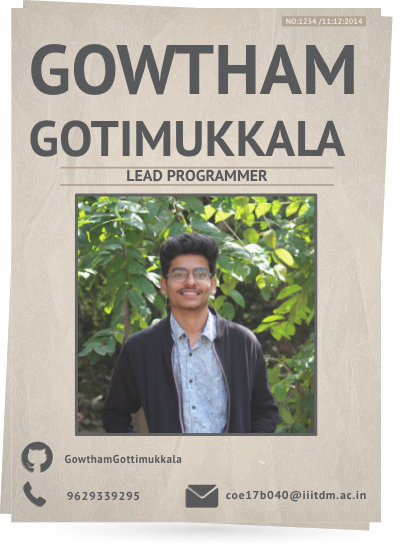 NO:1234 /11:12:2014
GOWTHAM
GOTIMUKKALA
LEAD PROGRAMMER
GowthamGottimukkala
9629339295
coe17b040@iiitdm.ac.in